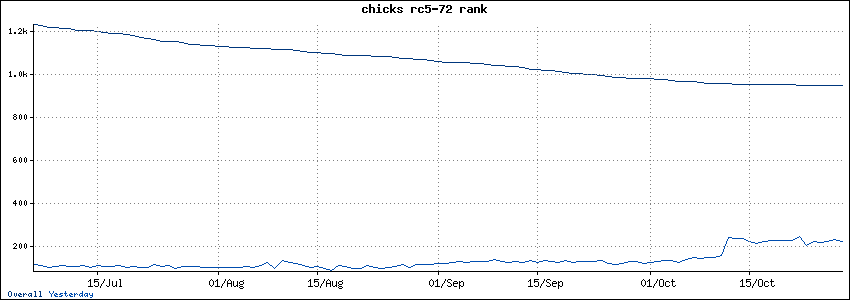 chicks rc5-72 rank
1.2k
1.0k
800
600
400
200
15/Jul 01/Aug 15/Aug 01/Sep 15/Sep 01/Oct 15/Oct
Overall Yesterday